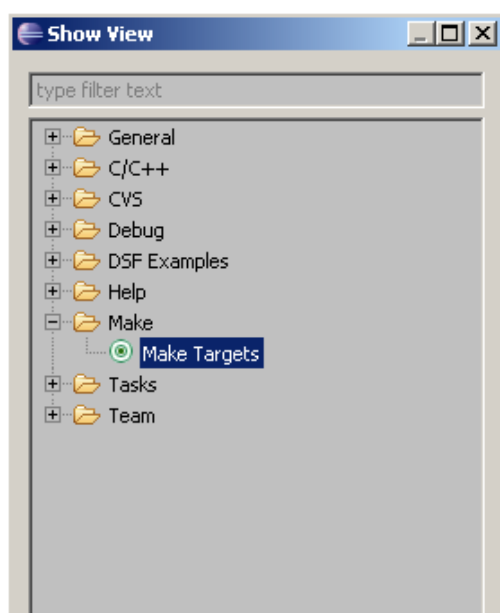 Show View
type filter text
General
C/C++
CVS
Debug
DSF Examples
Help
Make
Make Targets
Tasks
Team